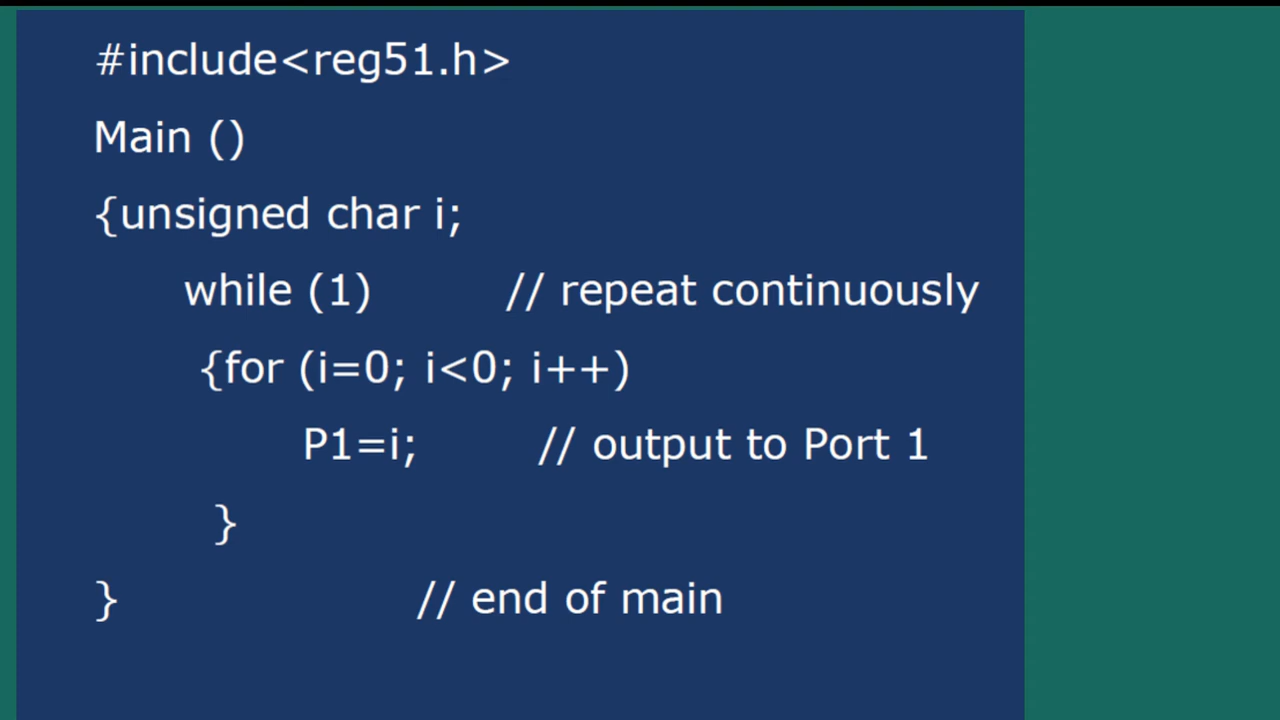 #include<reg51.h>
Main ()
{unsigned char i;
while (1) // repeat continuously
{for (i=0; i<0; i++)
P1=i; // output to Port 1
}
} // end of main